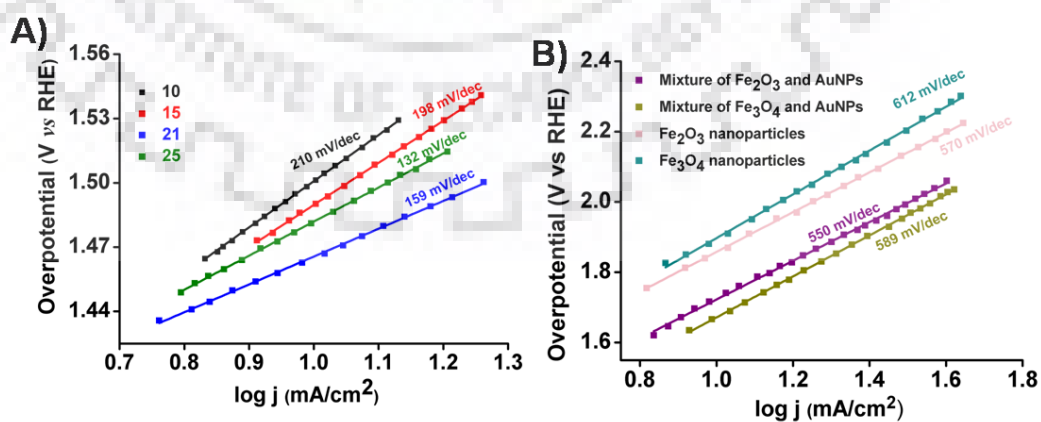 A)
Overpotential (V vs RHE)
1.56
1.53
1.50
1.47
1.44
10
15
21
25
210 mV/dec
198 mV/dec
132 mV/dec
159 mV/dec
0.7 0.8 0.9 1.0 1.1 1.2 1.3
log j (mA/cm²)
B)
Overpotential (V vs RHE)
2.4
2.2
2.0
1.8
1.6
Mixture of Fe₂O₃ and AuNPs
Mixture of Fe₃O₄ and AuNPs
Fe₂O₃ nanoparticles
Fe₃O₄ nanoparticles
612 mV/dec
570 mV/dec
550 mV/dec
589 mV/dec
0.8 1.0 1.2 1.4 1.6 1.8
log j (mA/cm²)